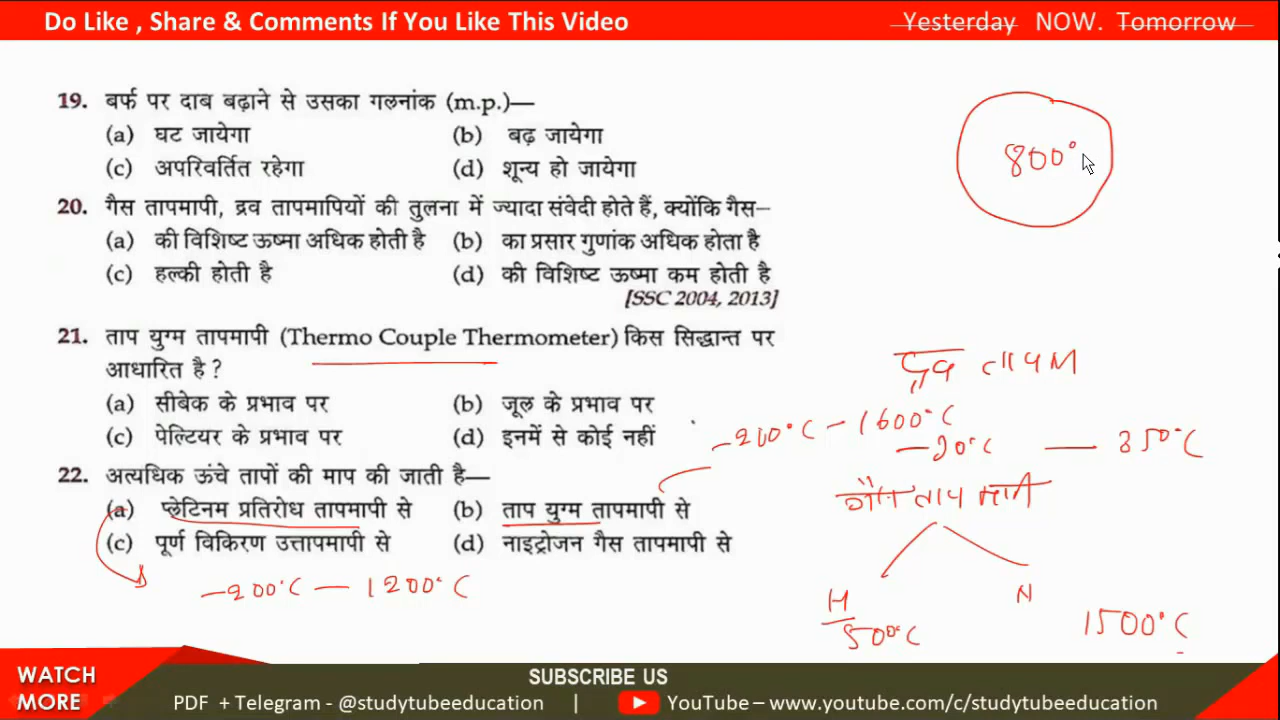 Do Like , Share & Comments If You Like This Video
Yesterday NOW. Tomorrow
19. बर्फ पर दाब बढ़ाने से उसका गलनांक (m.p.)—
(a) घट जायेगा (b) बढ़ जायेगा
(c) अपरिवर्तित रहेगा (d) शून्य हो जायेगा
800°
20. गैस तापमापी, द्रव तापमापियों की तुलना में ज्यादा संवेदी होते हैं, क्योंकि गैस–
(a) की विशिष्ट ऊष्मा अधिक होती है (b) का प्रसार गुणांक अधिक होता है
(c) हल्की होती है (d) की विशिष्ट ऊष्मा कम होती है
[SSC 2004, 2013]
21. ताप युग्म तापमापी (Thermo Couple Thermometer) किस सिद्धान्त पर
आधारित है ?
(a) सीबेक के प्रभाव पर (b) जूल के प्रभाव पर
(c) पेल्टियर के प्रभाव पर (d) इनमें से कोई नहीं
22. अत्यधिक ऊंचे तापों की माप की जाती है—
(a) प्लेटिनम प्रतिरोध तापमापी से (b) ताप युग्म तापमापी से
(c) पूर्ण विकिरण उत्तापमापी से (d) नाइट्रोजन गैस तापमापी से
-200°C — 1200°C
-200°C - 1600°C
350°C
H N
500°C 1500°C
WATCH
MORE
SUBSCRIBE US
PDF + Telegram - @studytubeeducation
YouTube – www.youtube.com/c/studytubeeducation